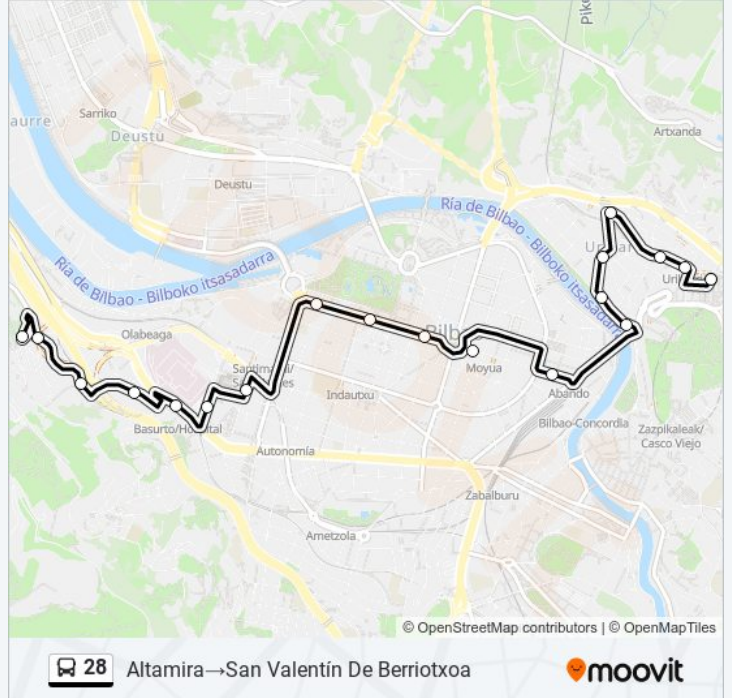 Pik
Sarriko
aurre
Deustu
Artxanda
Deustu
Ría de Bilbao - Bilboko itsasadarra
Ría de Bilbao - Bilboko itsasadarra
Olabeaga
Moyua
Indautxu
Abando
Bilbao-Concordia
Basurto/Hospital
Zazpikaleak/
Casco Viejo
Autonomía
Zabalburu
Ametzola
© OpenStreetMap contributors | © OpenMapTiles
28 Altamira→San Valentín De Berriotxoa
moovit